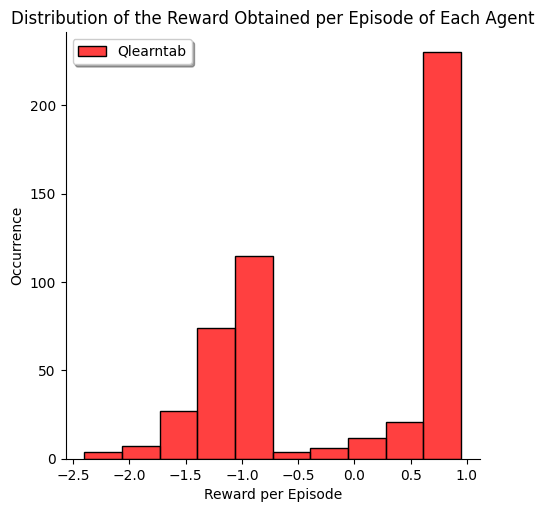 Distribution of the Reward Obtained per Episode of Each Agent
Qlearntab
200
150
100
50
0
Occurrence
−2.5 −2.0 −1.5 −1.0 −0.5 0.0 0.5 1.0
Reward per Episode